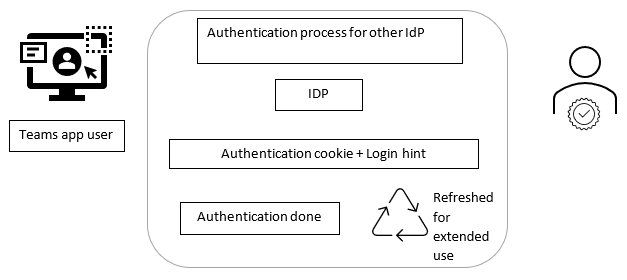 Authentication process for other IdP
IDP
Teams app user
Authentication cookie + Login hint
Authentication done
Refreshed
for
extended
use